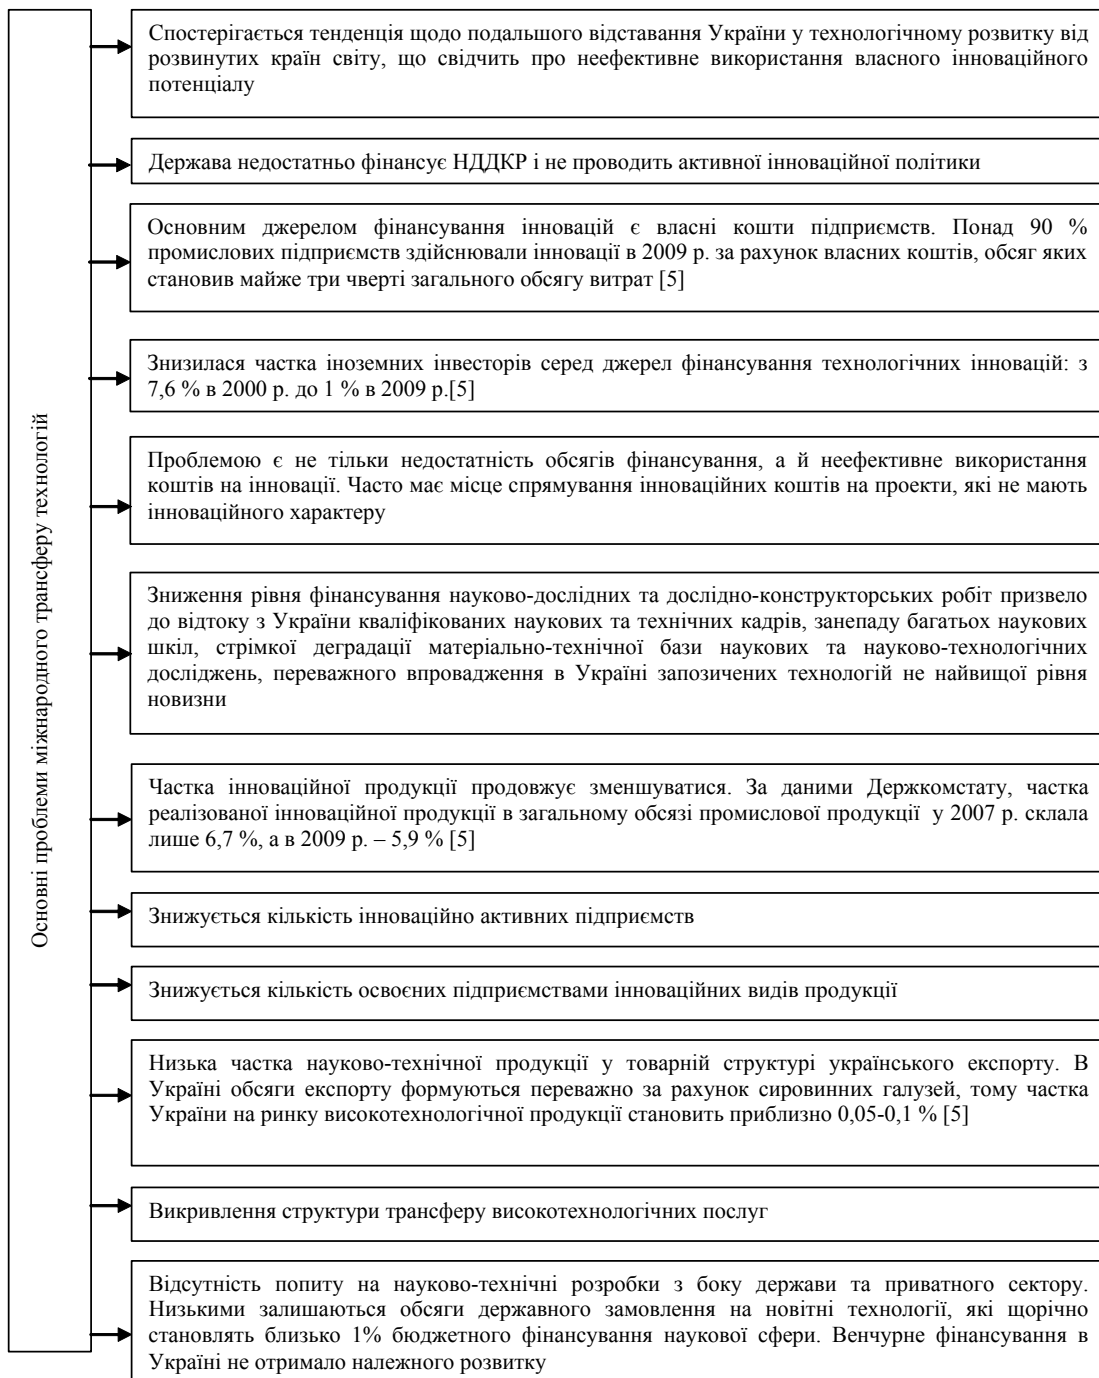 Основні проблеми міжнародного трансферу технологій
Спостерігається тенденція щодо подальшого відставання України у технологічному розвитку від
розвинутих країн світу, що свідчить про неефективне використання власного інноваційного
потенціалу
Держава недостатньо фінансує НДДКР і не проводить активної інноваційної політики
Основним джерелом фінансування інновацій є власні кошти підприємств. Понад 90 %
промислових підприємств здійснювали інновації в 2009 р. за рахунок власних коштів, обсяг яких
становив майже три чверті загального обсягу витрат [5]
Знизилася частка іноземних інвесторів серед джерел фінансування технологічних інновацій: з
7,6 % в 2000 р. до 1 % в 2009 р.[5]
Проблемою є не тільки недостатність обсягів фінансування, а й неефективне використання
коштів на інновації. Часто має місце спрямування інноваційних коштів на проекти, які не мають
інноваційного характеру
Зниження рівня фінансування науково-дослідних та дослідно-конструкторських робіт призвело
до відтоку з України кваліфікованих наукових та технічних кадрів, занепаду багатьох наукових
шкіл, стрімкої деградації матеріально-технічної бази наукових та науково-технологічних
досліджень, переважного впровадження в Україні запозичених технологій не найвищої рівня
новизни
Частка інноваційної продукції продовжує зменшуватися. За даними Держкомстату, частка
реалізованої інноваційної продукції в загальному обсязі промислової продукції у 2007 р. склала
лише 6,7 %, а в 2009 р. – 5,9 % [5]
Знижується кількість інноваційно активних підприємств
Знижується кількість освоєних підприємствами інноваційних видів продукції
Низька частка науково-технічної продукції у товарній структурі українського експорту. В
Україні обсяги експорту формуються переважно за рахунок сировинних галузей, тому частка
України на ринку високотехнологічної продукції становить приблизно 0,05-0,1 % [5]
Викривлення структури трансферу високотехнологічних послуг
Відсутність попиту на науково-технічні розробки з боку держави та приватного сектору.
Низькими залишаються обсяги державного замовлення на новітні технології, які щорічно
становлять близько 1% бюджетного фінансування наукової сфери. Венчурне фінансування в
Україні не отримало належного розвитку